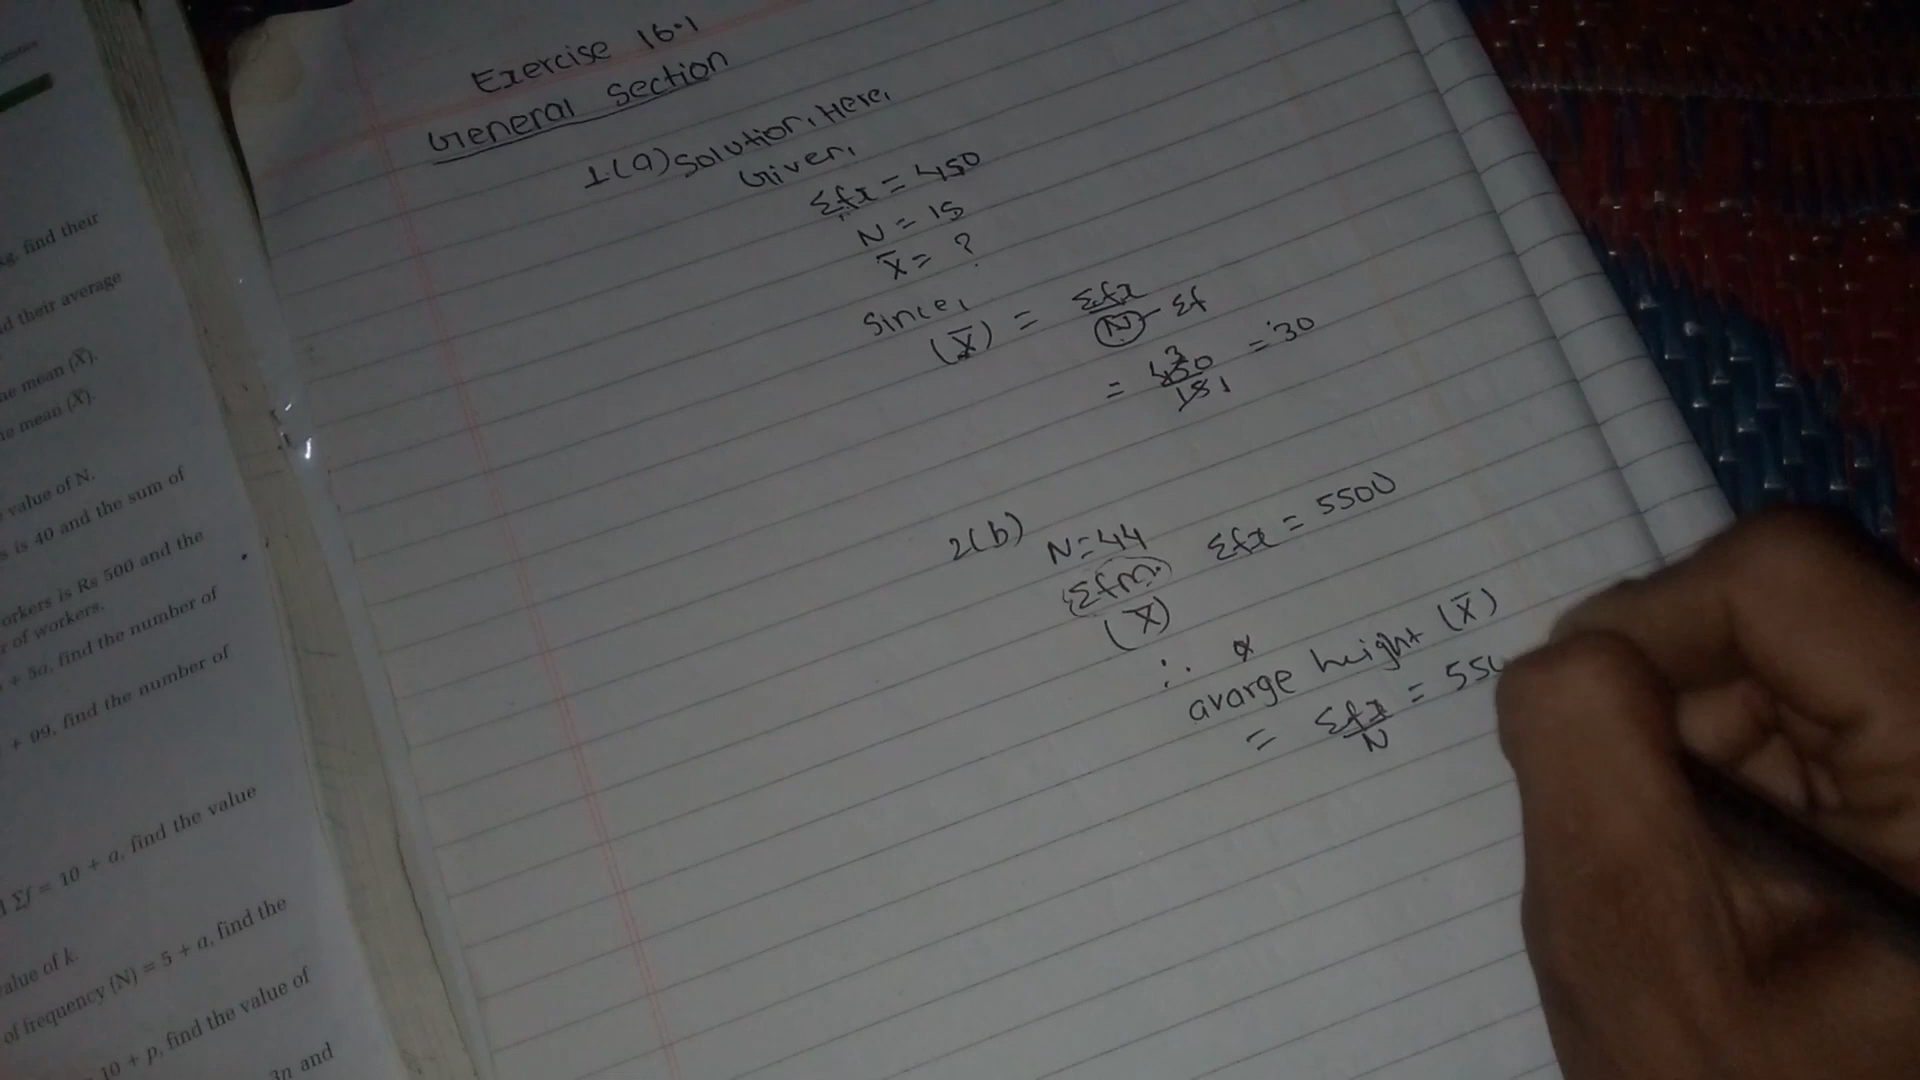 find their
d their average
mean (X̄).
mean (X̄).
value of N.
is 40 and the sum of
orkers is Rs 500 and the
of workers.
+ 5a, find the number of
+ 99, find the number of
Σf = 10 + a, find the value
alue of k.
of frequency (N) = 5 + a, find the
10 + p, find the value of
3n and
Exercise 16.1
General Section
1.(a) Solution, Here,
Given,
Σfx = 450
N = 15
X̄ = ?
Since,
(X̄) = Σfx / N - Σf
= 450 / 15 = 30
2(b) N = 44 Σfx = 5500
Σfm
(X̄)
∴
avarge height (X̄)
= Σfx / N = 550